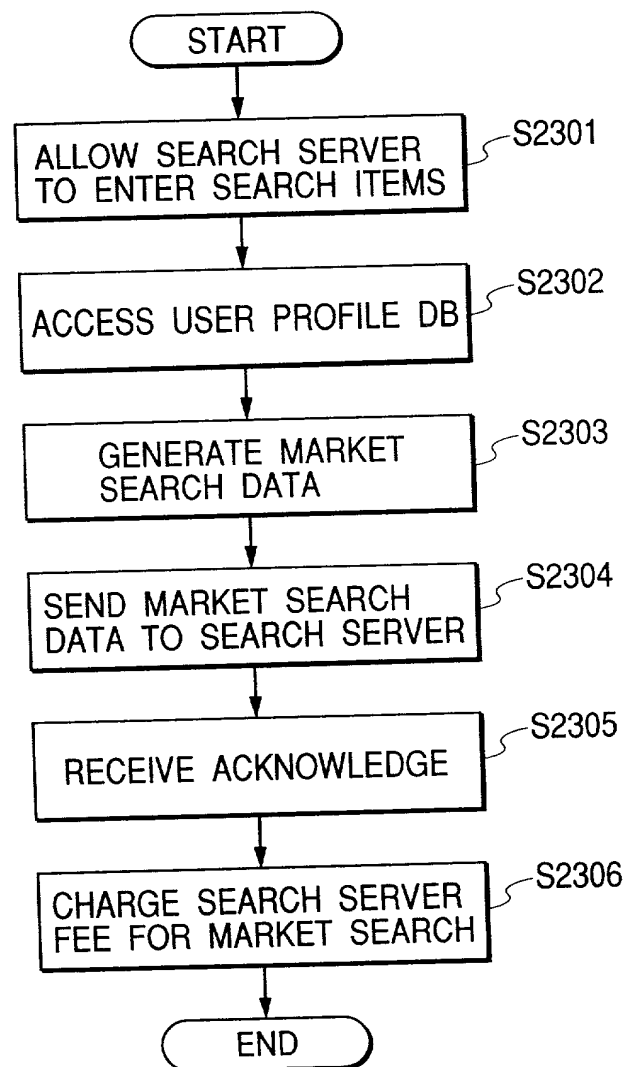 START
ALLOW SEARCH SERVER
TO ENTER SEARCH ITEMS
S2301
ACCESS USER PROFILE DB
S2302
GENERATE MARKET
SEARCH DATA
S2303
SEND MARKET SEARCH
DATA TO SEARCH SERVER
S2304
RECEIVE ACKNOWLEDGE
S2305
CHARGE SEARCH SERVER
FEE FOR MARKET SEARCH
S2306
END